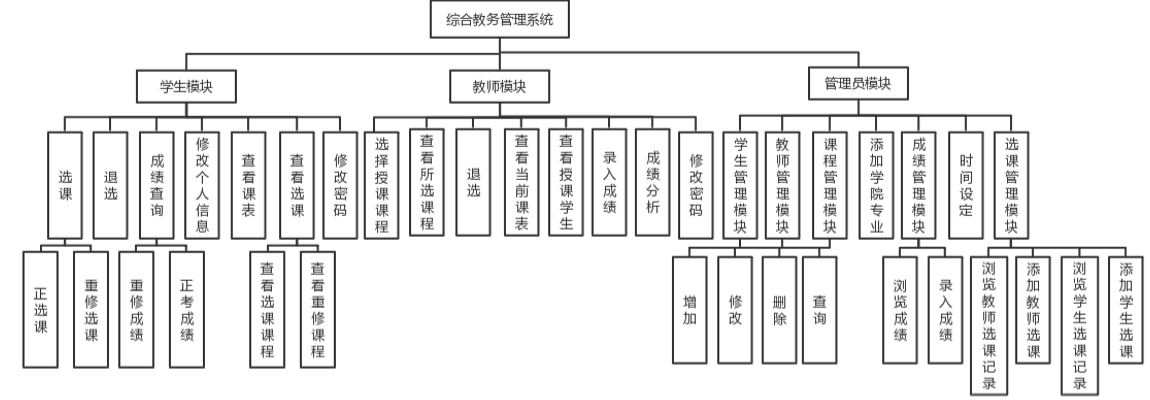 综合教务管理系统
学生模块
教师模块
管理员模块
选课
退选
成绩查询
修改个人信息
查看课表
查看选课
修改密码
选择授课课程
查看所选课程
退选
查看当前课表
查看授课学生
录入成绩
成绩分析
修改密码
学生管理模块
教师管理模块
课程管理模块
添加学院专业
成绩管理模块
时间设定
选课管理模块
正选课
重修选课
重修成绩
正考成绩
查看选课课程
查看重修课程
增加
修改
删除
查询
浏览成绩
录入成绩
浏览教师选课记录
添加教师选课
浏览学生选课记录
添加学生选课